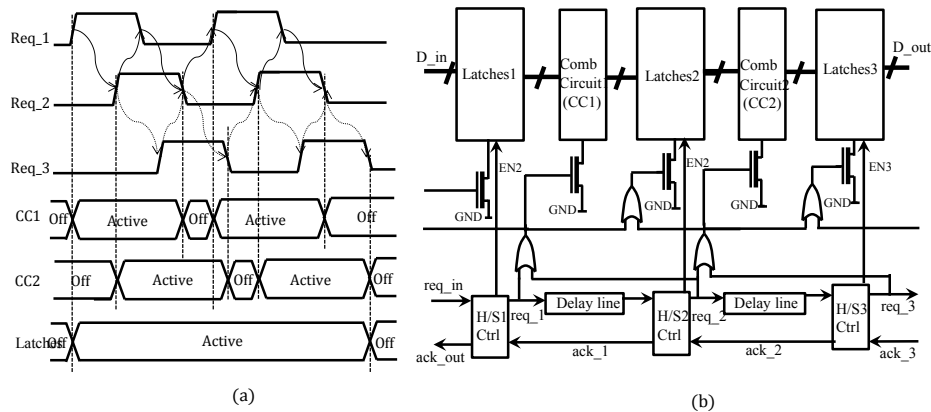 Req_1
Req_2
Req_3
CC1
Off
Active
Off
Active
Off
CC2
Off
Active
Off
Active
Off
Latches
Off
Active
Off
(a)
D_in
Latches1
Comb
Circuit1
(CC1)
Latches2
Comb
Circuit2
(CC2)
Latches3
D_out
EN2
GND
GND
EN2
GND
GND
EN3
GND
req_in
H/S1
Ctrl
req_1
Delay line
H/S2
Ctrl
req_2
Delay line
H/S3
Ctrl
req_3
ack_out
ack_1
ack_2
ack_3
(b)